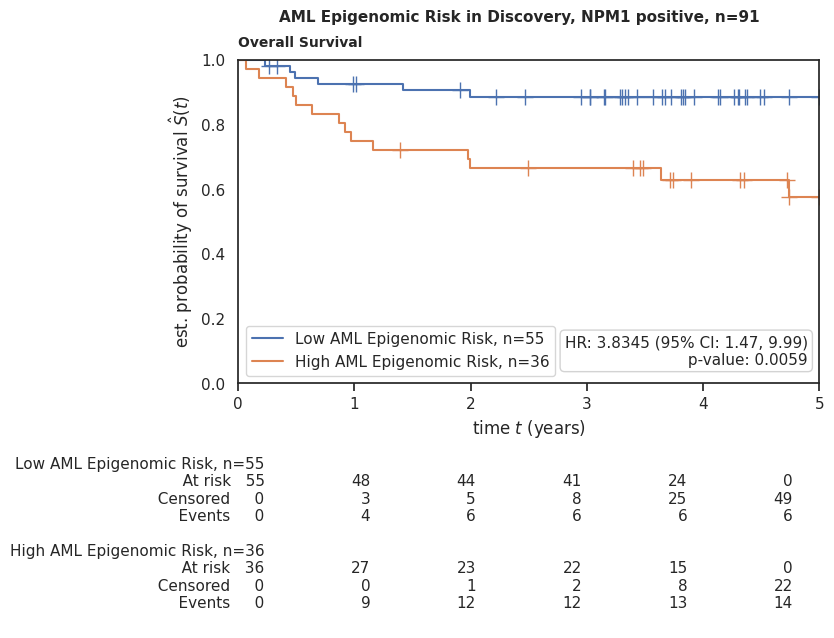 AML Epigenomic Risk in Discovery, NPM1 positive, n=91
Overall Survival
1.0
0.8
0.6
0.4
0.2
0.0
est. probability of survival Ŝ(t)
Low AML Epigenomic Risk, n=55
High AML Epigenomic Risk, n=36
HR: 3.8345 (95% CI: 1.47, 9.99)
p-value: 0.0059
0 1 2 3 4 5
time t (years)
Low AML Epigenomic Risk, n=55
At risk 55 48 44 41 24 0
Censored 0 3 5 8 25 49
Events 0 4 6 6 6 6
High AML Epigenomic Risk, n=36
At risk 36 27 23 22 15 0
Censored 0 0 1 2 8 22
Events 0 9 12 12 13 14